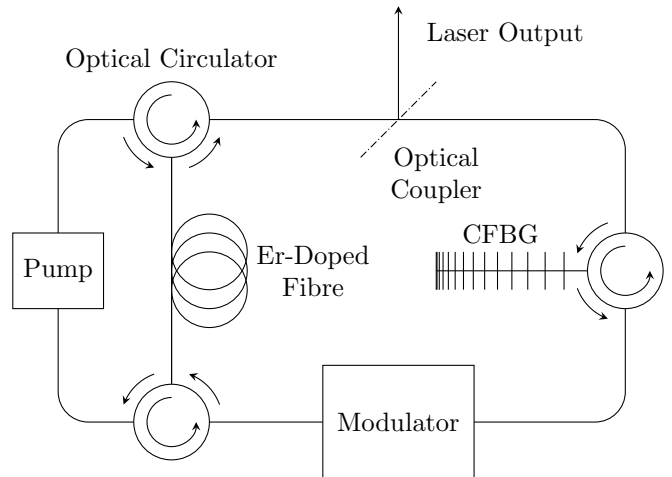 Laser Output
Optical Circulator
Optical
Coupler
CFBG
Pump
Er-Doped
Fibre
Modulator